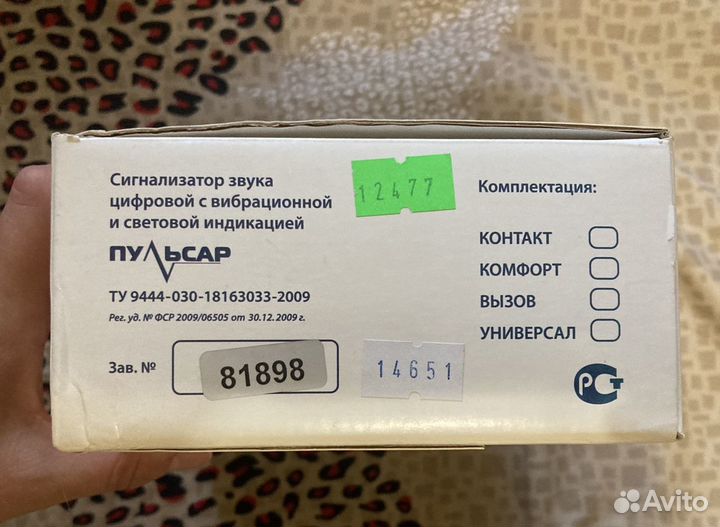 Сигнализатор звука
цифровой с вибрационной
и световой индикацией
ПУЛЬСАР
ТУ 9444-030-18163033-2009
Рег. уд. № ФСР 2009/06505 от 30.12.2009 г.
Зав. №
81898
12477
14651
Комплектация:
КОНТАКТ
КОМФОРТ
ВЫЗОВ
УНИВЕРСАЛ
РСТ
Avito